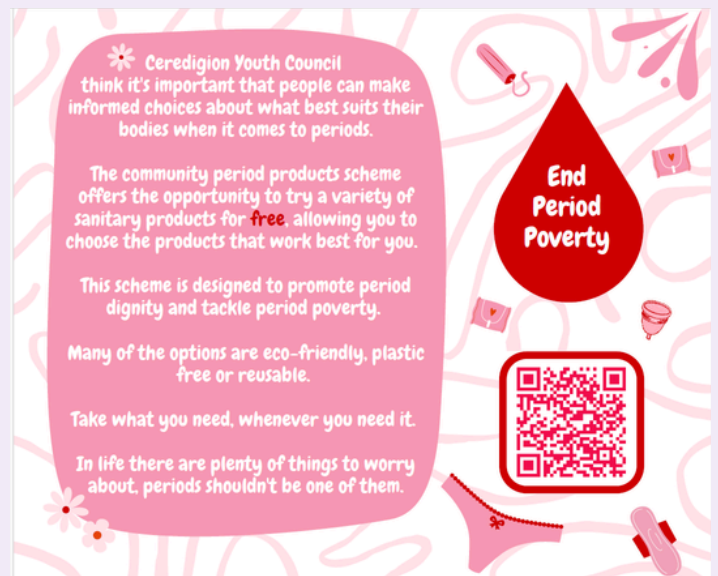 Ceredigion Youth Council
think it's important that people can make
informed choices about what best suits their
bodies when it comes to periods.
The community period products scheme
offers the opportunity to try a variety of
sanitary products for free, allowing you to
choose the products that work best for you.
This scheme is designed to promote period
dignity and tackle period poverty.
Many of the options are eco-friendly, plastic
free or reusable.
Take what you need, whenever you need it.
In life there are plenty of things to worry
about, periods shouldn't be one of them.
End
Period
Poverty